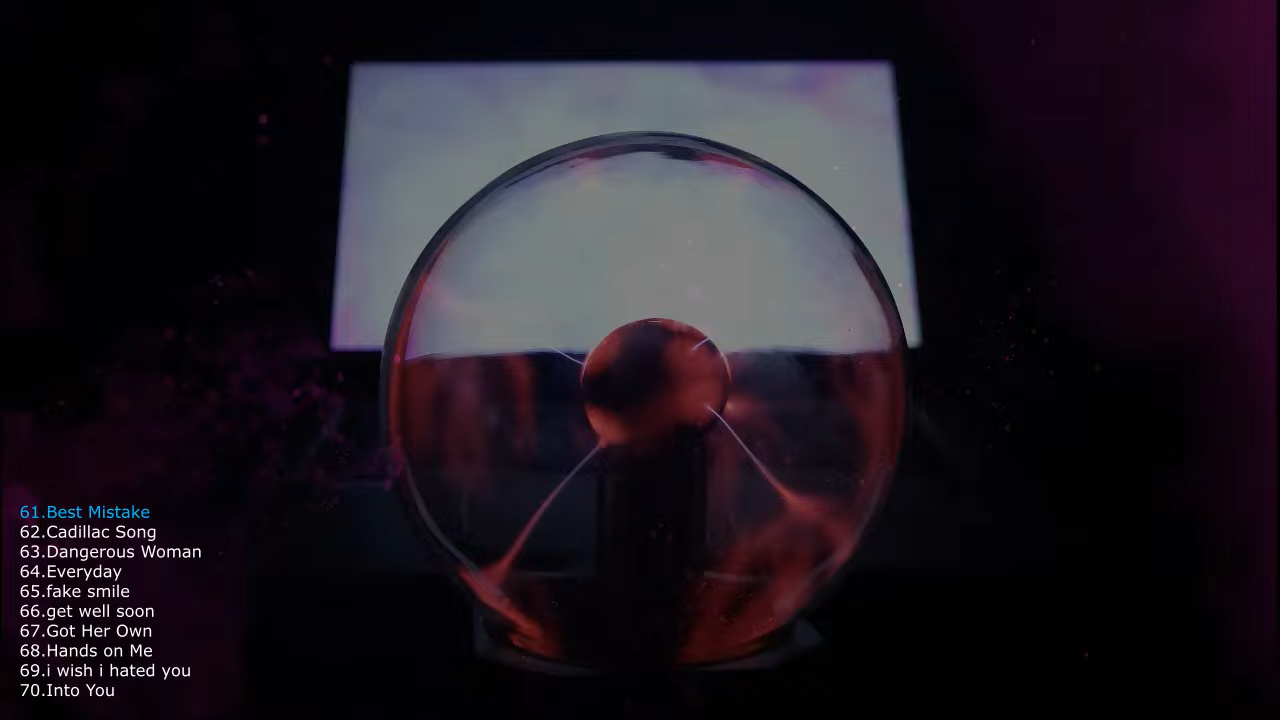 61.Best Mistake
62.Cadillac Song
63.Dangerous Woman
64.Everyday
65.fake smile
66.get well soon
67.Got Her Own
68.Hands on Me
69.i wish i hated you
70.Into You